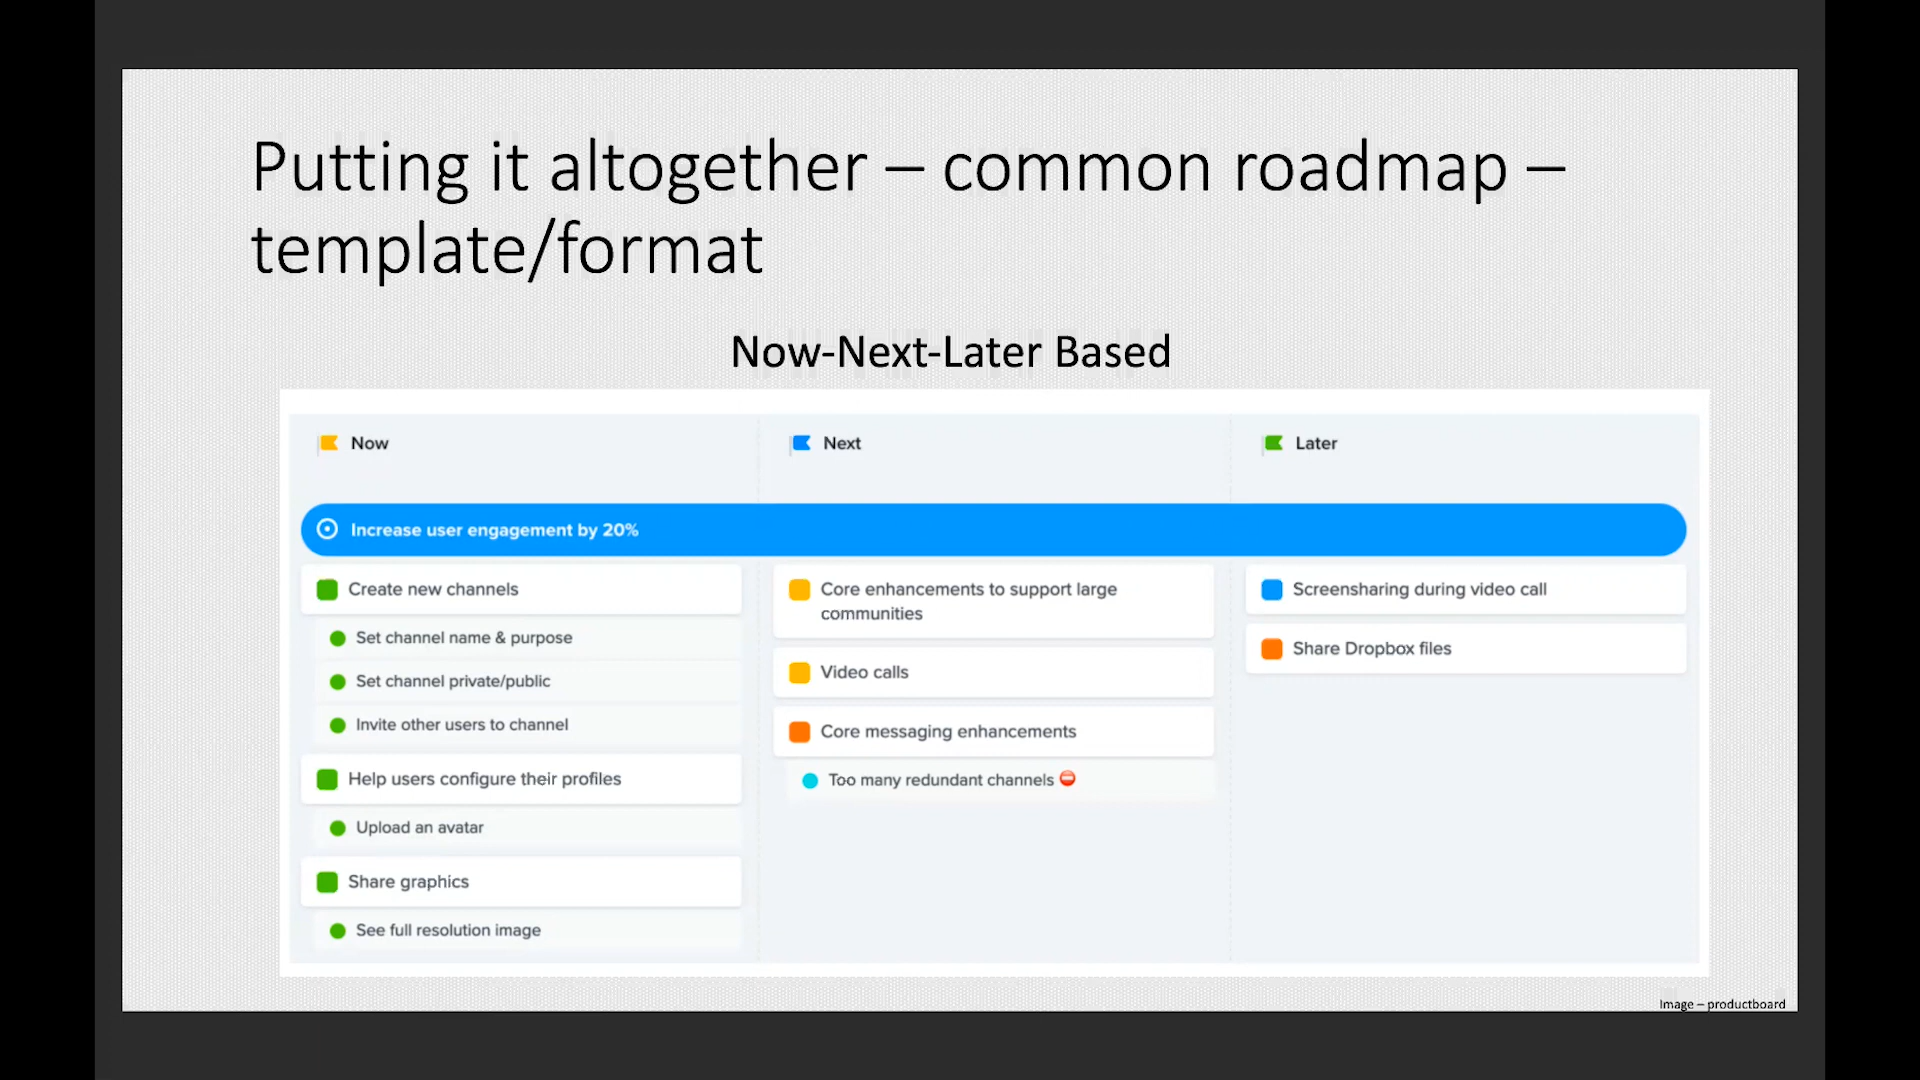 Putting it altogether – common roadmap –
template/format
Now-Next-Later Based
Now
Next
Later
Increase user engagement by 20%
Create new channels
Set channel name & purpose
Set channel private/public
Invite other users to channel
Help users configure their profiles
Upload an avatar
Share graphics
See full resolution image
Core enhancements to support large
communities
Video calls
Core messaging enhancements
Too many redundant channels
Screensharing during video call
Share Dropbox files
Image – productboard